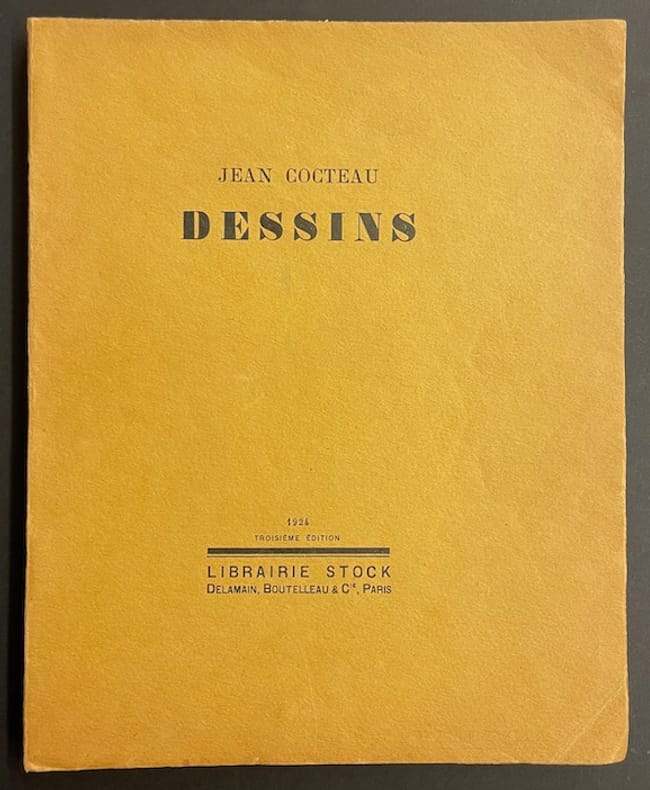 JEAN COCTEAU
DESSINS
1924
TROISIÈME ÉDITION
LIBRAIRIE STOCK
DELAMAIN, BOUTELLEAU & Cie, PARIS